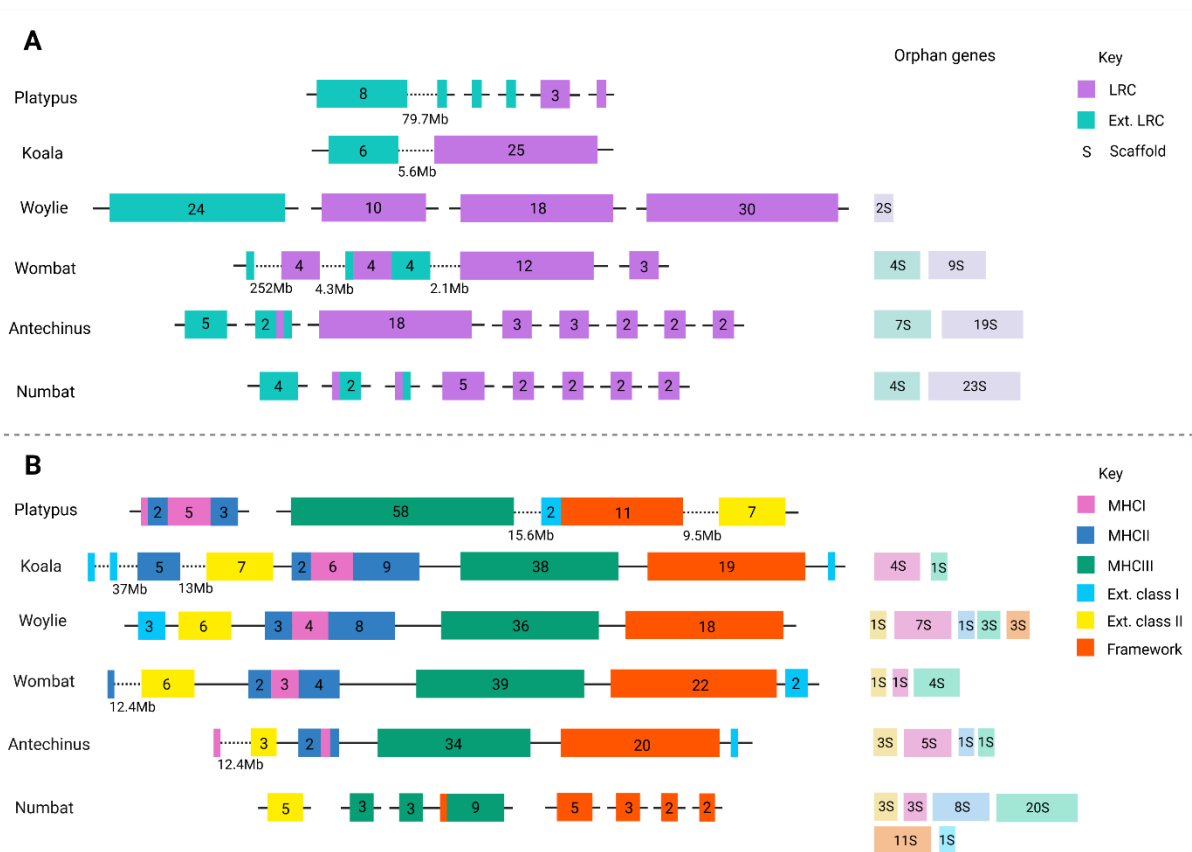 A
Orphan genes
Key
LRC
Ext. LRC
S Scaffold
Platypus 8 3
79.7Mb
Koala 6 25
5.6Mb
Woylie 24 10 18 30 2S
Wombat 4 4 4 12 3 4S 9S
252Mb 4.3Mb 2.1Mb
Antechinus 5 2 18 3 3 2 2 2 7S 19S
Numbat 4 2 5 2 2 2 2 4S 23S
B
Key
MHCI
MHCII
MHCIII
Ext. class I
Ext. class II
Framework
Platypus 2 5 3 58 2 11 7
15.6Mb 9.5Mb
Koala 5 7 2 6 9 38 19 4S 1S
37Mb 13Mb
Woylie 3 6 3 4 8 36 18 1S 7S 1S 3S 3S
Wombat 6 2 3 4 39 22 2 1S 1S 4S
12.4Mb
Antechinus 3 2 34 20 3S 5S 1S 1S
12.4Mb
Numbat 5 3 3 9 5 3 2 2 3S 3S 8S 20S
11S 1S